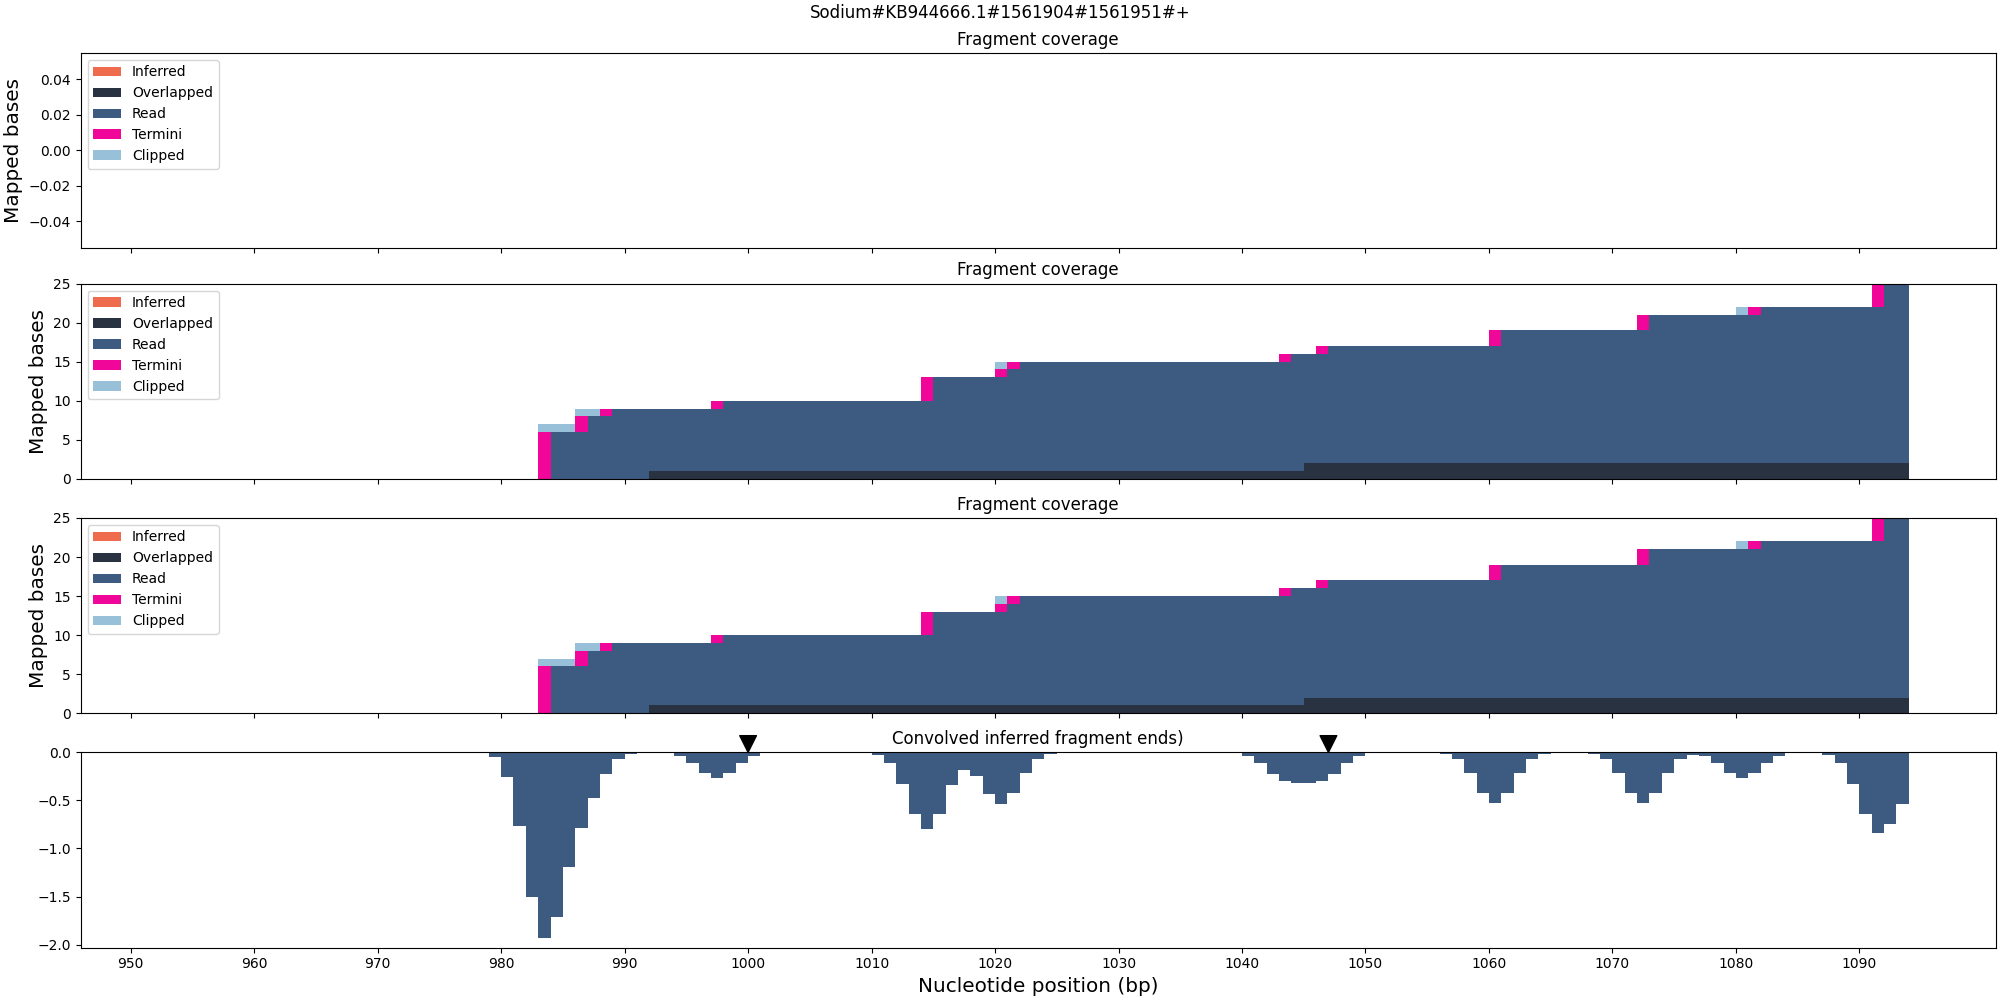 Sodium#KB944666.1#1561904#1561951#+
Fragment coverage
Mapped bases
0.04
0.02
0.00
−0.02
−0.04
Inferred
Overlapped
Read
Termini
Clipped
Fragment coverage
Mapped bases
25
20
15
10
5
0
Inferred
Overlapped
Read
Termini
Clipped
Fragment coverage
Mapped bases
25
20
15
10
5
0
Inferred
Overlapped
Read
Termini
Clipped
Convolved inferred fragment ends)
0.0
−0.5
−1.0
−1.5
−2.0
950 960 970 980 990 1000 1010 1020 1030 1040 1050 1060 1070 1080 1090
Nucleotide position (bp)